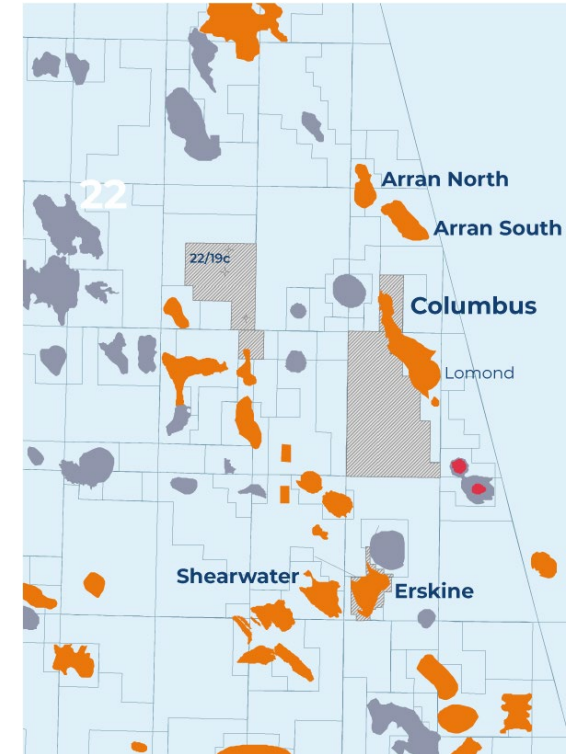 Arran North
22
Arran South
22/19c
Columbus
Lomond
Shearwater
Erskine